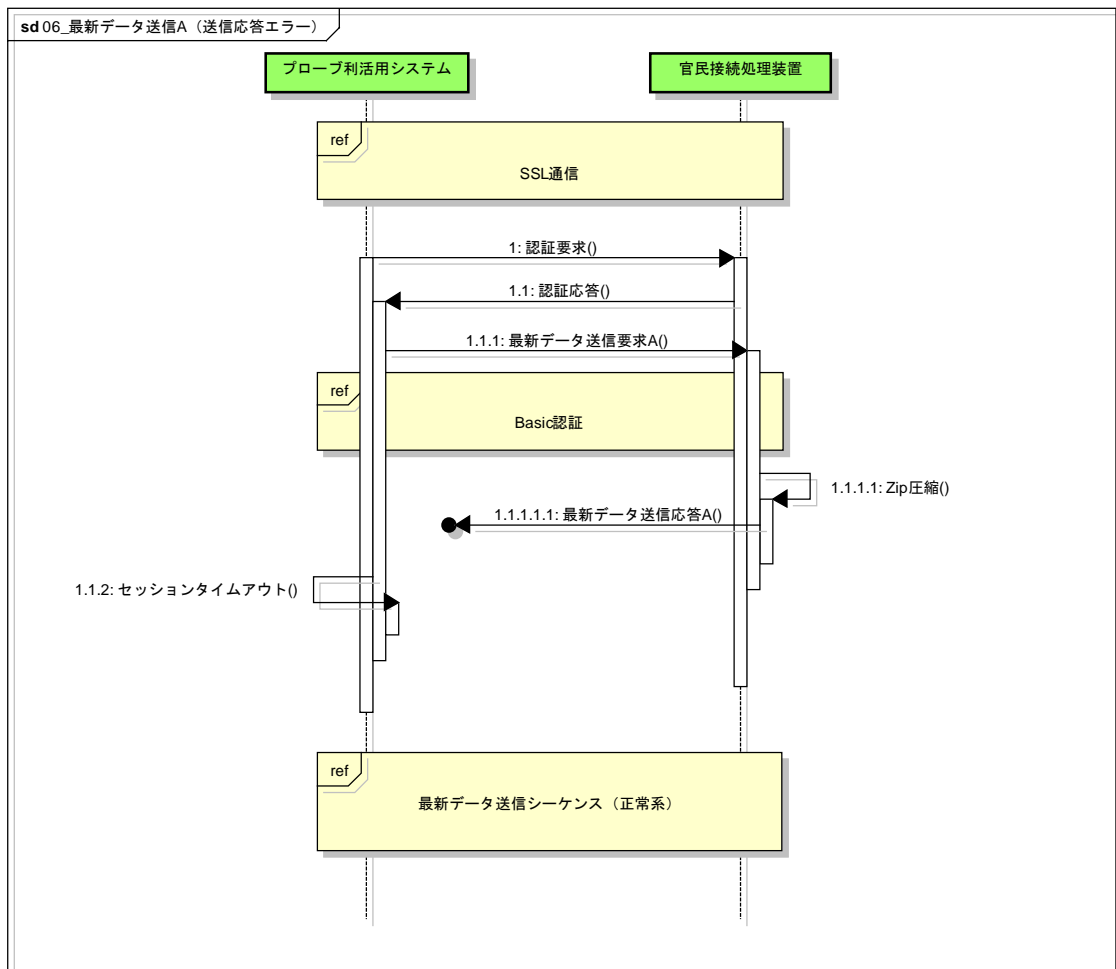 sd 06_最新データ送信A（送信応答エラー）
プローブ利活用システム
官民接続処理装置
ref
SSL通信
1: 認証要求()
1.1: 認証応答()
1.1.1: 最新データ送信要求A()
ref
Basic認証
1.1.1.1: Zip圧縮()
1.1.1.1.1: 最新データ送信応答A()
1.1.2: セッションタイムアウト()
ref
最新データ送信シーケンス（正常系）